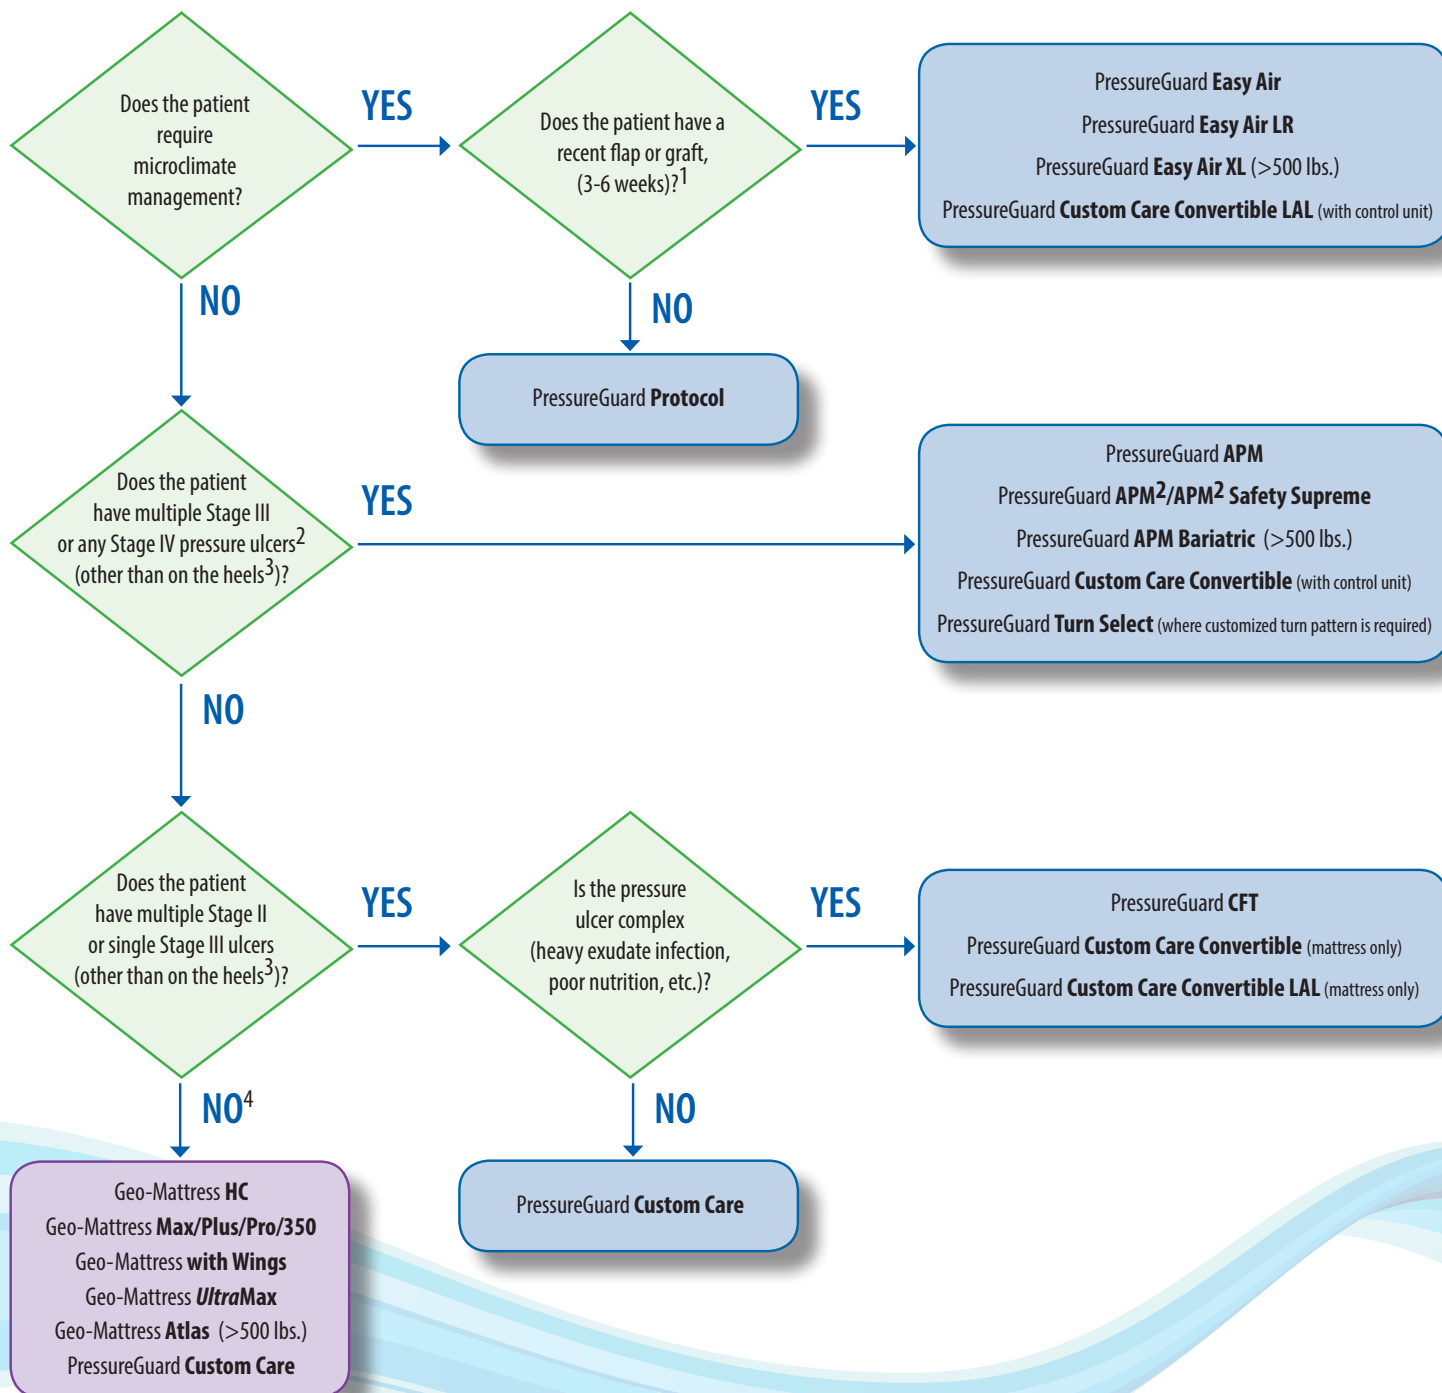 Does the patient
require
microclimate
management?
YES
Does the patient have a
recent flap or graft,
(3-6 weeks)?1
YES
PressureGuard Easy Air
PressureGuard Easy Air LR
PressureGuard Easy Air XL (>500 lbs.)
PressureGuard Custom Care Convertible LAL (with control unit)
NO
NO
PressureGuard Protocol
Does the patient
have multiple Stage III
or any Stage IV pressure ulcers2
(other than on the heels3)?
YES
PressureGuard APM
PressureGuard APM2/APM2 Safety Supreme
PressureGuard APM Bariatric (>500 lbs.)
PressureGuard Custom Care Convertible (with control unit)
PressureGuard Turn Select (where customized turn pattern is required)
NO
Does the patient
have multiple Stage II
or single Stage III ulcers
(other than on the heels3)?
YES
Is the pressure
ulcer complex
(heavy exudate infection,
poor nutrition, etc.)?
YES
PressureGuard CFT
PressureGuard Custom Care Convertible (mattress only)
PressureGuard Custom Care Convertible LAL (mattress only)
NO4
NO
Geo-Mattress HC
Geo-Mattress Max/Plus/Pro/350
Geo-Mattress with Wings
Geo-Mattress UltraMax
Geo-Mattress Atlas (>500 lbs.)
PressureGuard Custom Care
PressureGuard Custom Care